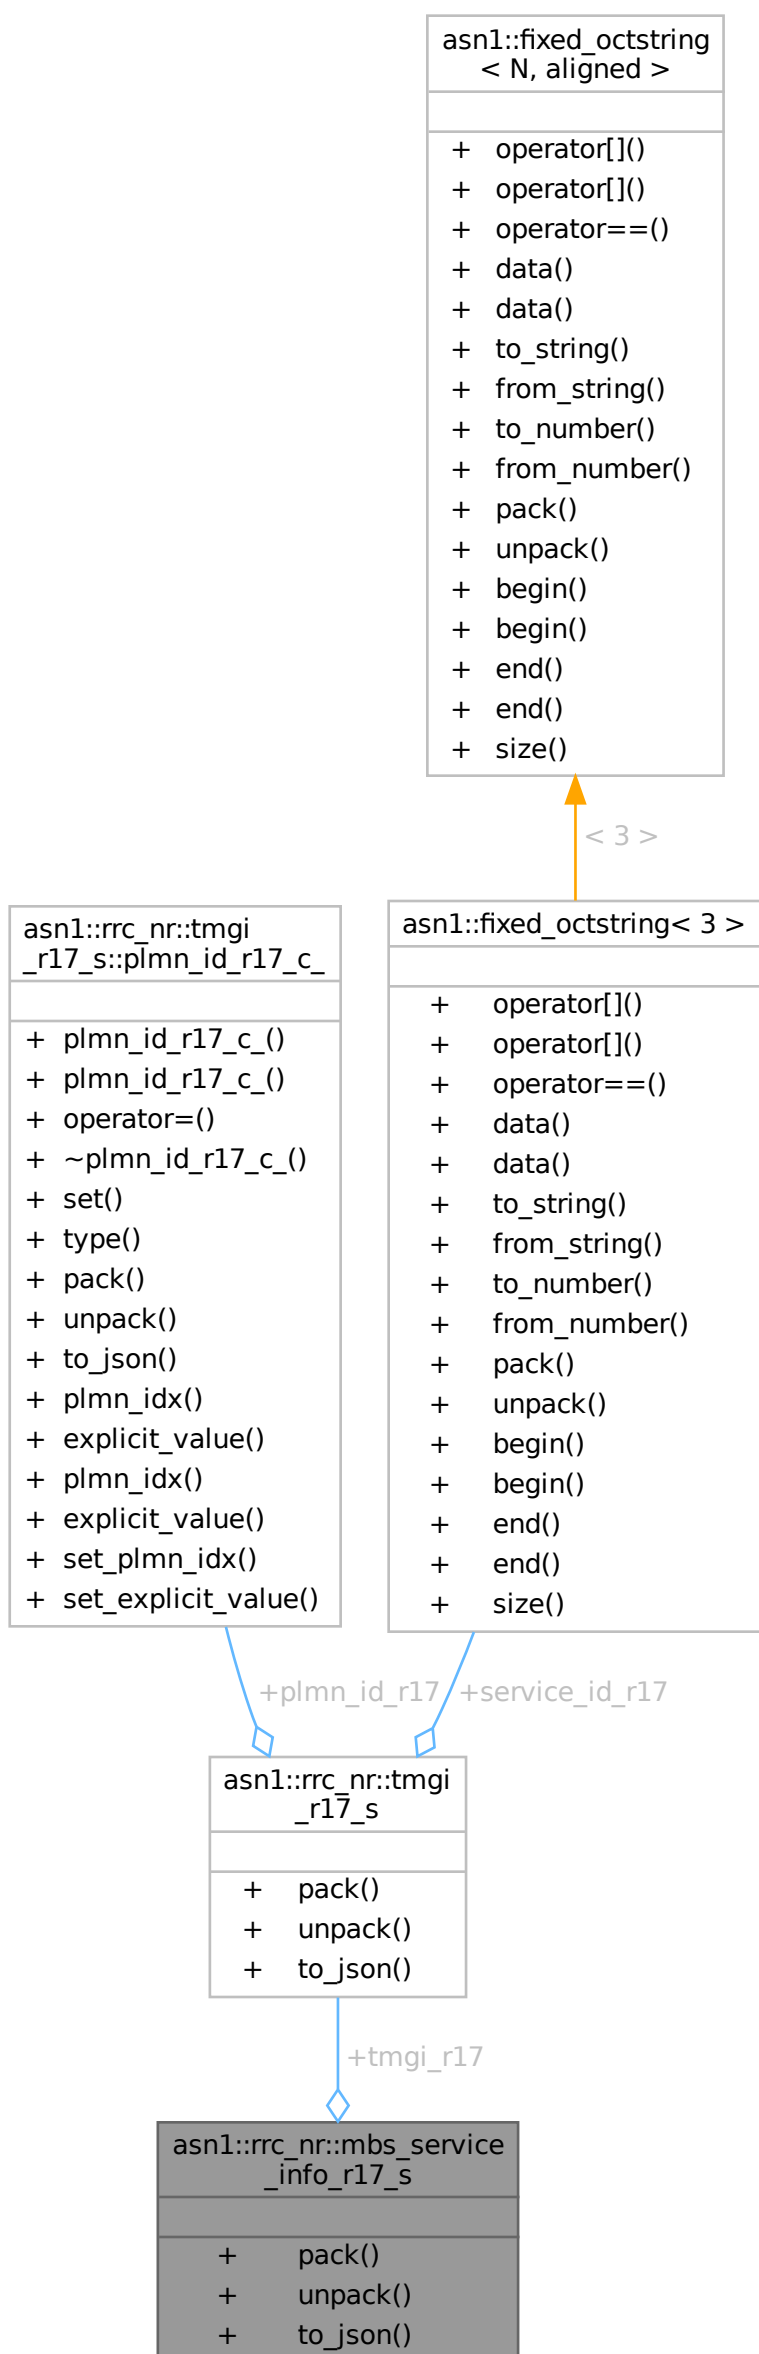 asn1::fixed_octstring
< N, aligned >
+ operator[]()
+ operator[]()
+ operator==()
+ data()
+ data()
+ to_string()
+ from_string()
+ to_number()
+ from_number()
+ pack()
+ unpack()
+ begin()
+ begin()
+ end()
+ end()
+ size()
< 3 >
asn1::rrc_nr::tmgi
_r17_s::plmn_id_r17_c_
+ plmn_id_r17_c_()
+ plmn_id_r17_c_()
+ operator=()
+ ~plmn_id_r17_c_()
+ set()
+ type()
+ pack()
+ unpack()
+ to_json()
+ plmn_idx()
+ explicit_value()
+ plmn_idx()
+ explicit_value()
+ set_plmn_idx()
+ set_explicit_value()
asn1::fixed_octstring< 3 >
+ operator[]()
+ operator[]()
+ operator==()
+ data()
+ data()
+ to_string()
+ from_string()
+ to_number()
+ from_number()
+ pack()
+ unpack()
+ begin()
+ begin()
+ end()
+ end()
+ size()
+plmn_id_r17
+service_id_r17
asn1::rrc_nr::tmgi
_r17_s
+ pack()
+ unpack()
+ to_json()
+tmgi_r17
asn1::rrc_nr::mbs_service
_info_r17_s
+ pack()
+ unpack()
+ to_json()